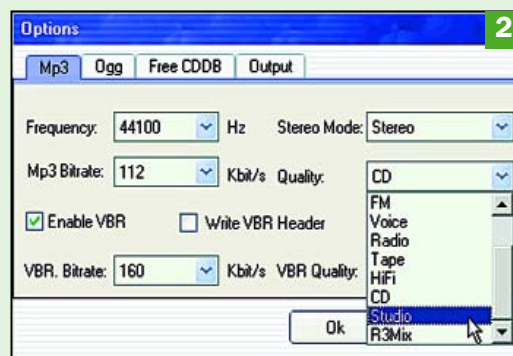 Options
2
Mp3 Ogg Free CDDB Output
Frequency: 44100 Hz Stereo Mode: Stereo
Mp3 Bitrate: 112 Kbit/s Quality: CD
FM
Voice
Enable VBR Write VBR Header Radio
Tape
HiFi
VBR. Bitrate: 160 Kbit/s VBR Quality: CD
Studio
Ok R3Mix